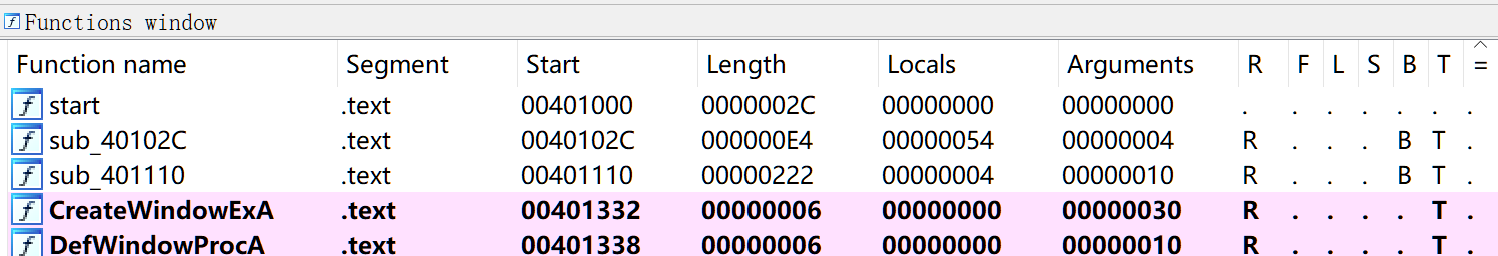 Functions window
Function name Segment Start Length Locals Arguments R F L S B T =
start .text 00401000 0000002C 00000000 00000000 . . . . . . .
sub_40102C .text 0040102C 000000E4 00000054 00000004 R . . . B T .
sub_401110 .text 00401110 00000222 00000004 00000010 R . . . B T .
CreateWindowExA .text 00401332 00000006 00000000 00000030 R . . . . T .
DefWindowProcA .text 00401338 00000006 00000000 00000010 R . . . . T .